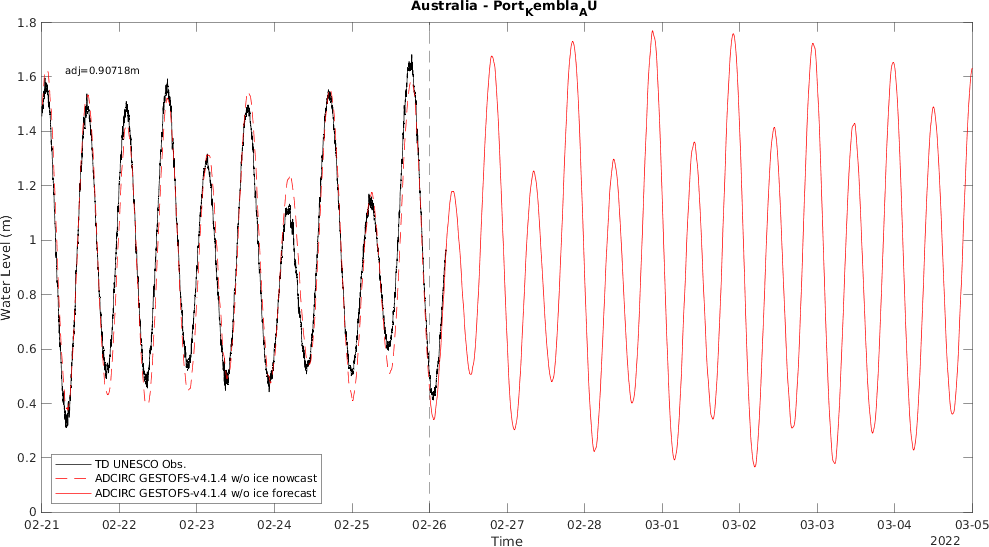 Australia - PortKemblaAU
adj=0.90718m
1.8
1.6
1.4
1.2
1
0.8
0.6
0.4
0.2
0
Water Level (m)
TD UNESCO Obs.
ADCIRC GESTOFS-v4.1.4 w/o ice nowcast
ADCIRC GESTOFS-v4.1.4 w/o ice forecast
02-21 02-22 02-23 02-24 02-25 02-26 02-27 02-28 03-01 03-02 03-03 03-04 03-05
Time
2022